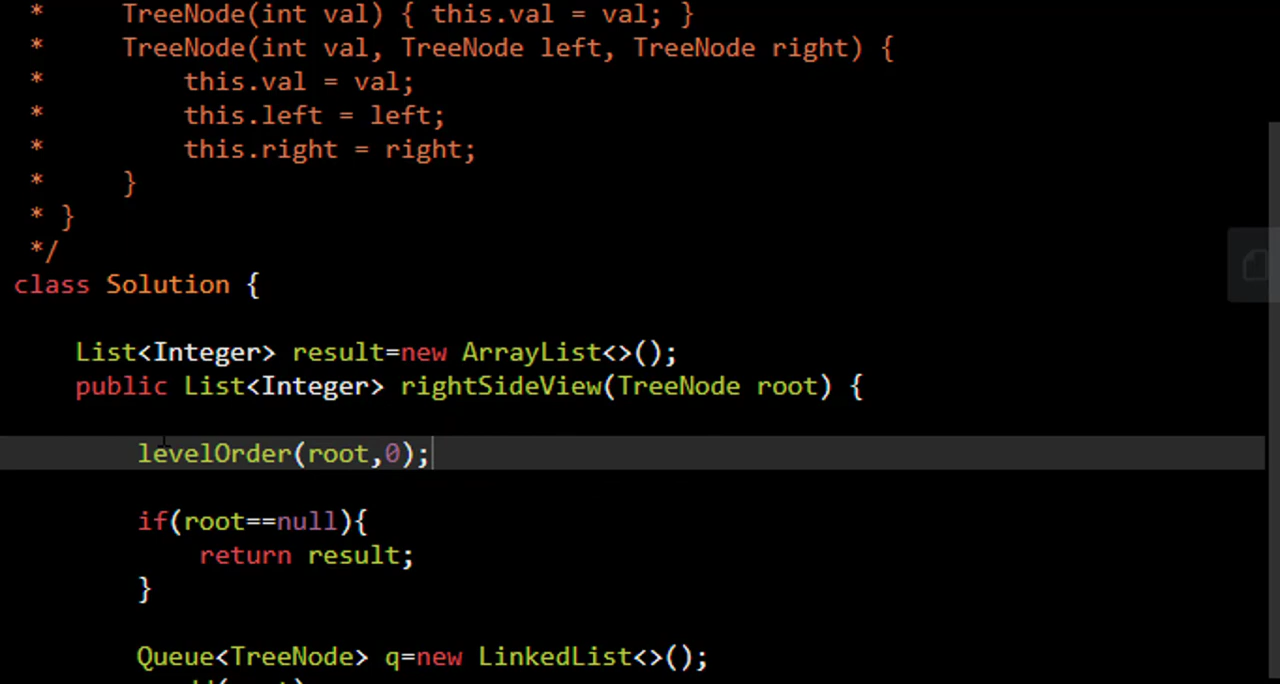 *     TreeNode(int val) { this.val = val; }
*     TreeNode(int val, TreeNode left, TreeNode right) {
*         this.val = val;
*         this.left = left;
*         this.right = right;
*     }
* }
*/
class Solution {
List<Integer> result=new ArrayList<>();
public List<Integer> rightSideView(TreeNode root) {
levelOrder(root,0);
if(root==null){
return result;
}
Queue<TreeNode> q=new LinkedList<>();